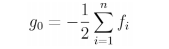 g_0 = -\frac{1}{2} \sum_{i=1}^{n} f_i